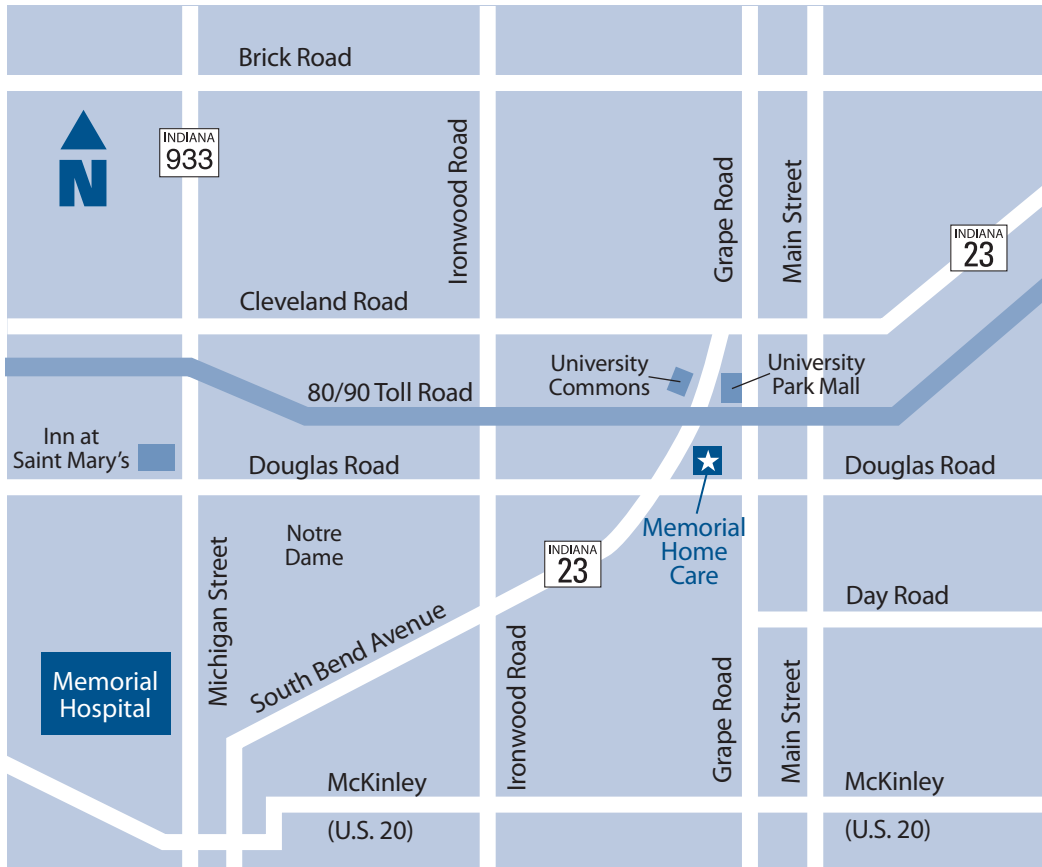 Brick Road
N
INDIANA
933
Ironwood Road
Grape Road
Main Street
INDIANA
23
Cleveland Road
University
Commons
University
Park Mall
80/90 Toll Road
Inn at
Saint Mary's
Douglas Road
Douglas Road
Notre
Dame
INDIANA
23
Memorial
Home
Care
Michigan Street
South Bend Avenue
Day Road
Memorial
Hospital
Ironwood Road
Grape Road
Main Street
McKinley
(U.S. 20)
McKinley
(U.S. 20)